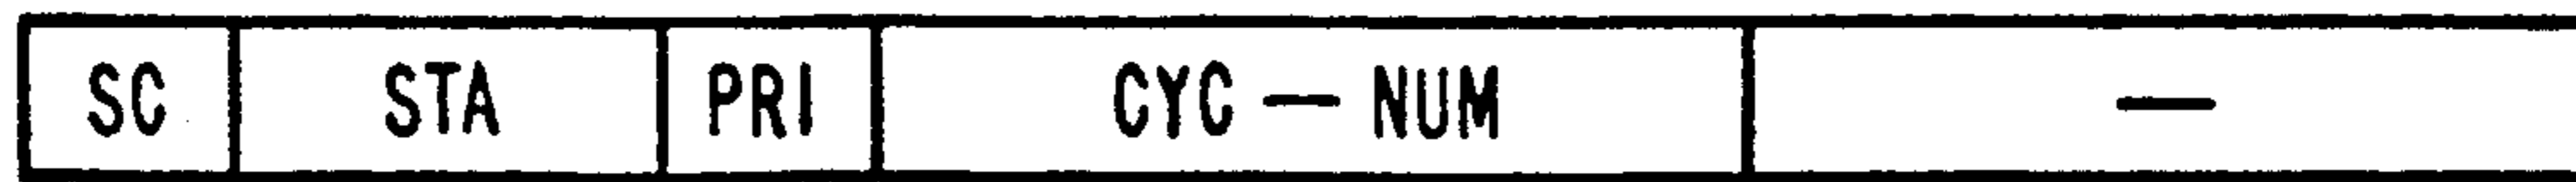 SC STA PRI CYC — NUM —